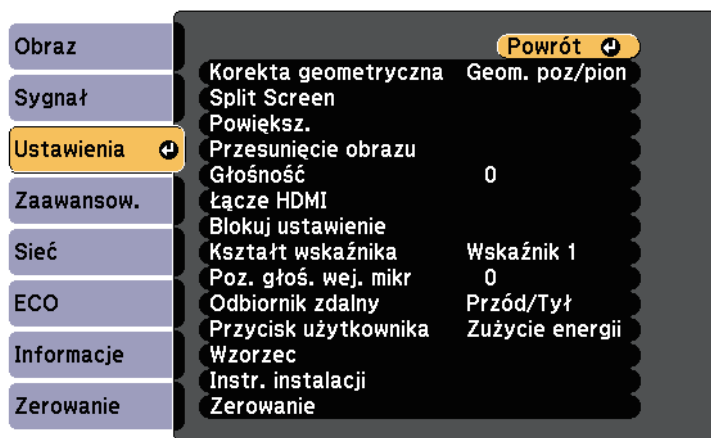 Obraz
Sygnał
Ustawienia
Zaawansow.
Sieć
ECO
Informacje
Zerowanie
Powrót
Korekta geometryczna Geom. poz/pion
Split Screen
Powiększ.
Przesunięcie obrazu
Głośność 0
Łącze HDMI
Blokuj ustawienie
Kształt wskaźnika Wskaźnik 1
Poz. głoś. wej. mikr 0
Odbiornik zdalny Przód/Tył
Przycisk użytkownika Zużycie energii
Wzorzec
Instr. instalacji
Zerowanie